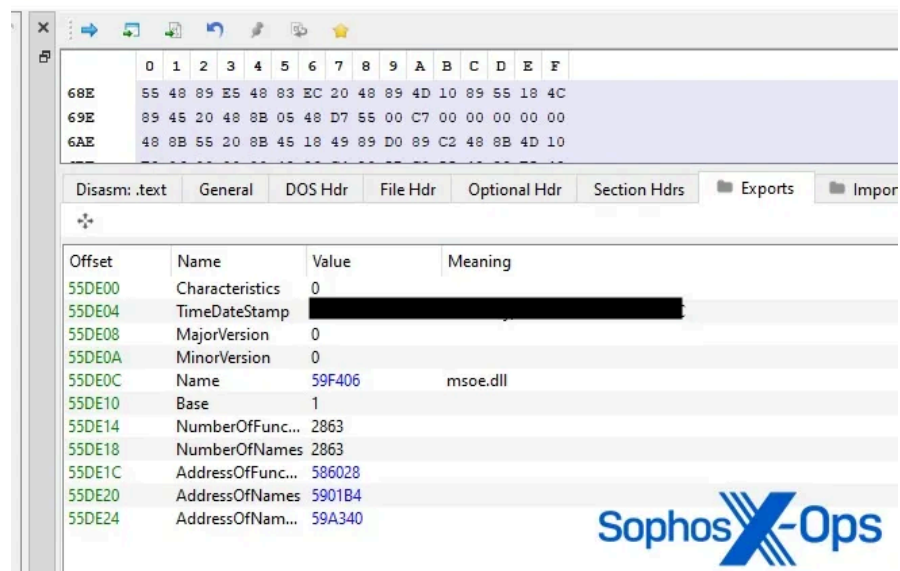 0 1 2 3 4 5 6 7 8 9 A B C D E F
68E 55 48 89 E5 48 83 EC 20 48 89 4D 10 89 55 18 4C
69E 89 45 20 48 8B 05 48 D7 55 00 C7 00 00 00 00 00
6AE 48 8B 55 20 8B 45 18 49 89 D0 89 C2 48 8B 4D 10
Disasm: .text General DOS Hdr File Hdr Optional Hdr Section Hdrs Exports Impor
Offset Name Value Meaning
55DE00 Characteristics 0
55DE04 TimeDateStamp
55DE08 MajorVersion 0
55DE0A MinorVersion 0
55DE0C Name 59F406 msoe.dll
55DE10 Base 1
55DE14 NumberOfFunc... 2863
55DE18 NumberOfNames 2863
55DE1C AddressOfFunc... 586028
55DE20 AddressOfNames 5901B4
55DE24 AddressOfNam... 59A340
Sophos X-Ops